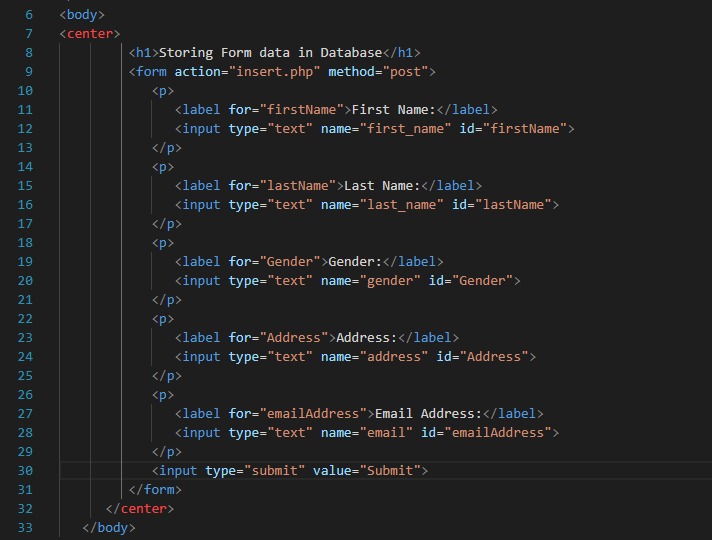 6 <body>
7 <center>
8 <h1>Storing Form data in Database</h1>
9 <form action="insert.php" method="post">
10 <p>
11 <label for="firstName">First Name:</label>
12 <input type="text" name="first_name" id="firstName">
13 </p>
14 <p>
15 <label for="lastName">Last Name:</label>
16 <input type="text" name="last_name" id="lastName">
17 </p>
18 <p>
19 <label for="Gender">Gender:</label>
20 <input type="text" name="gender" id="Gender">
21 </p>
22 <p>
23 <label for="Address">Address:</label>
24 <input type="text" name="address" id="Address">
25 </p>
26 <p>
27 <label for="emailAddress">Email Address:</label>
28 <input type="text" name="email" id="emailAddress">
29 </p>
30 <input type="submit" value="Submit">
31 </form>
32 </center>
33 </body>